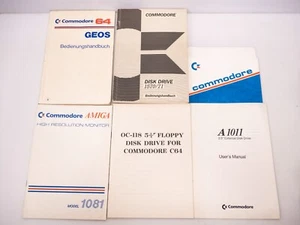 Commodore 64
GEOS
Bedienungshandbuch
COMMODORE
DISK DRIVE
1570/71
Bedienungshandbuch
commodore
Commodore AMIGA
HIGH RESOLUTION MONITOR
MODEL 1081
OC-118 5¼" FLOPPY
DISK DRIVE FOR
COMMODORE C64
A1011
User's Manual
Commodore